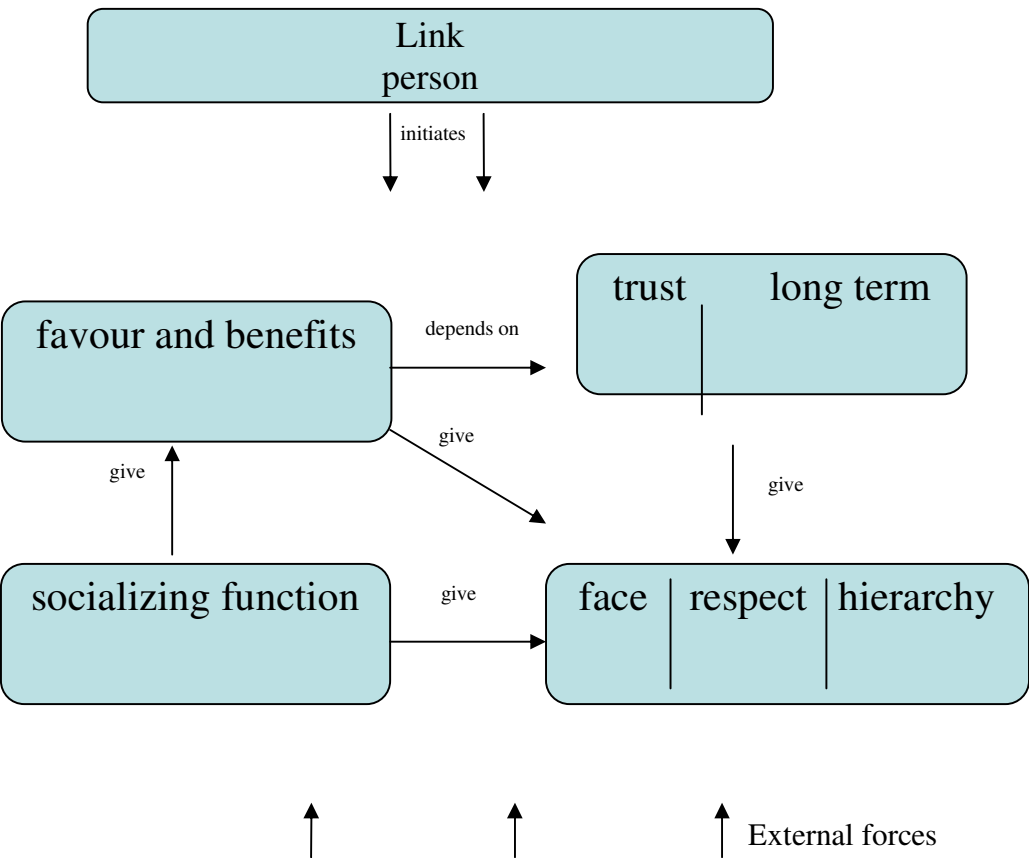 Link
person
initiates
trust long term
favour and benefits
depends on
give
give
give
socializing function
give
face respect hierarchy
External forces